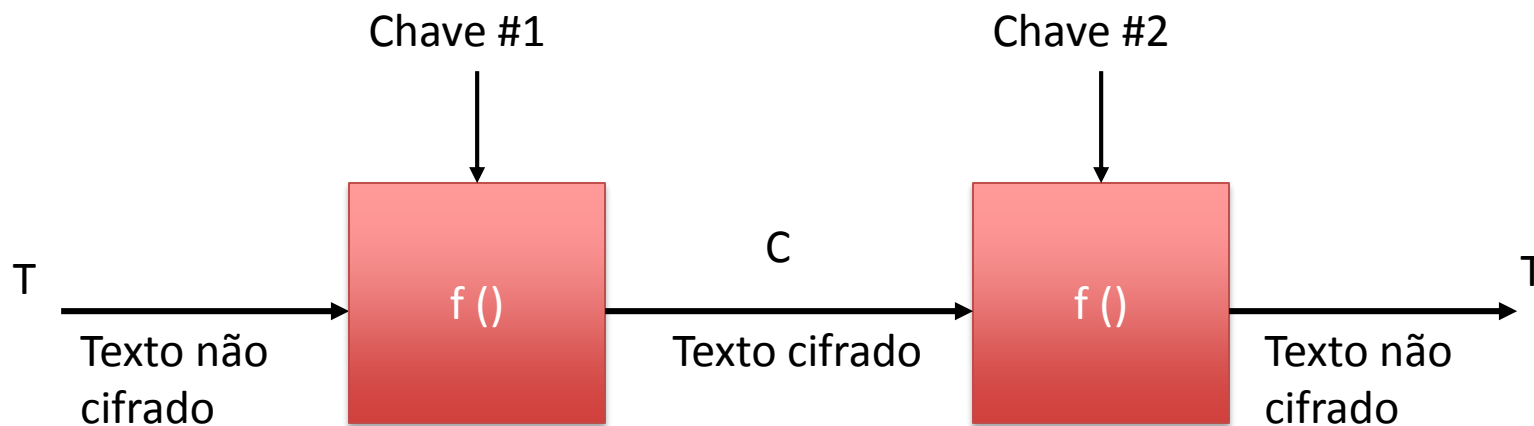 Chave #1
Chave #2
T
f ()
C
f ()
T
Texto não
cifrado
Texto cifrado
Texto não
cifrado